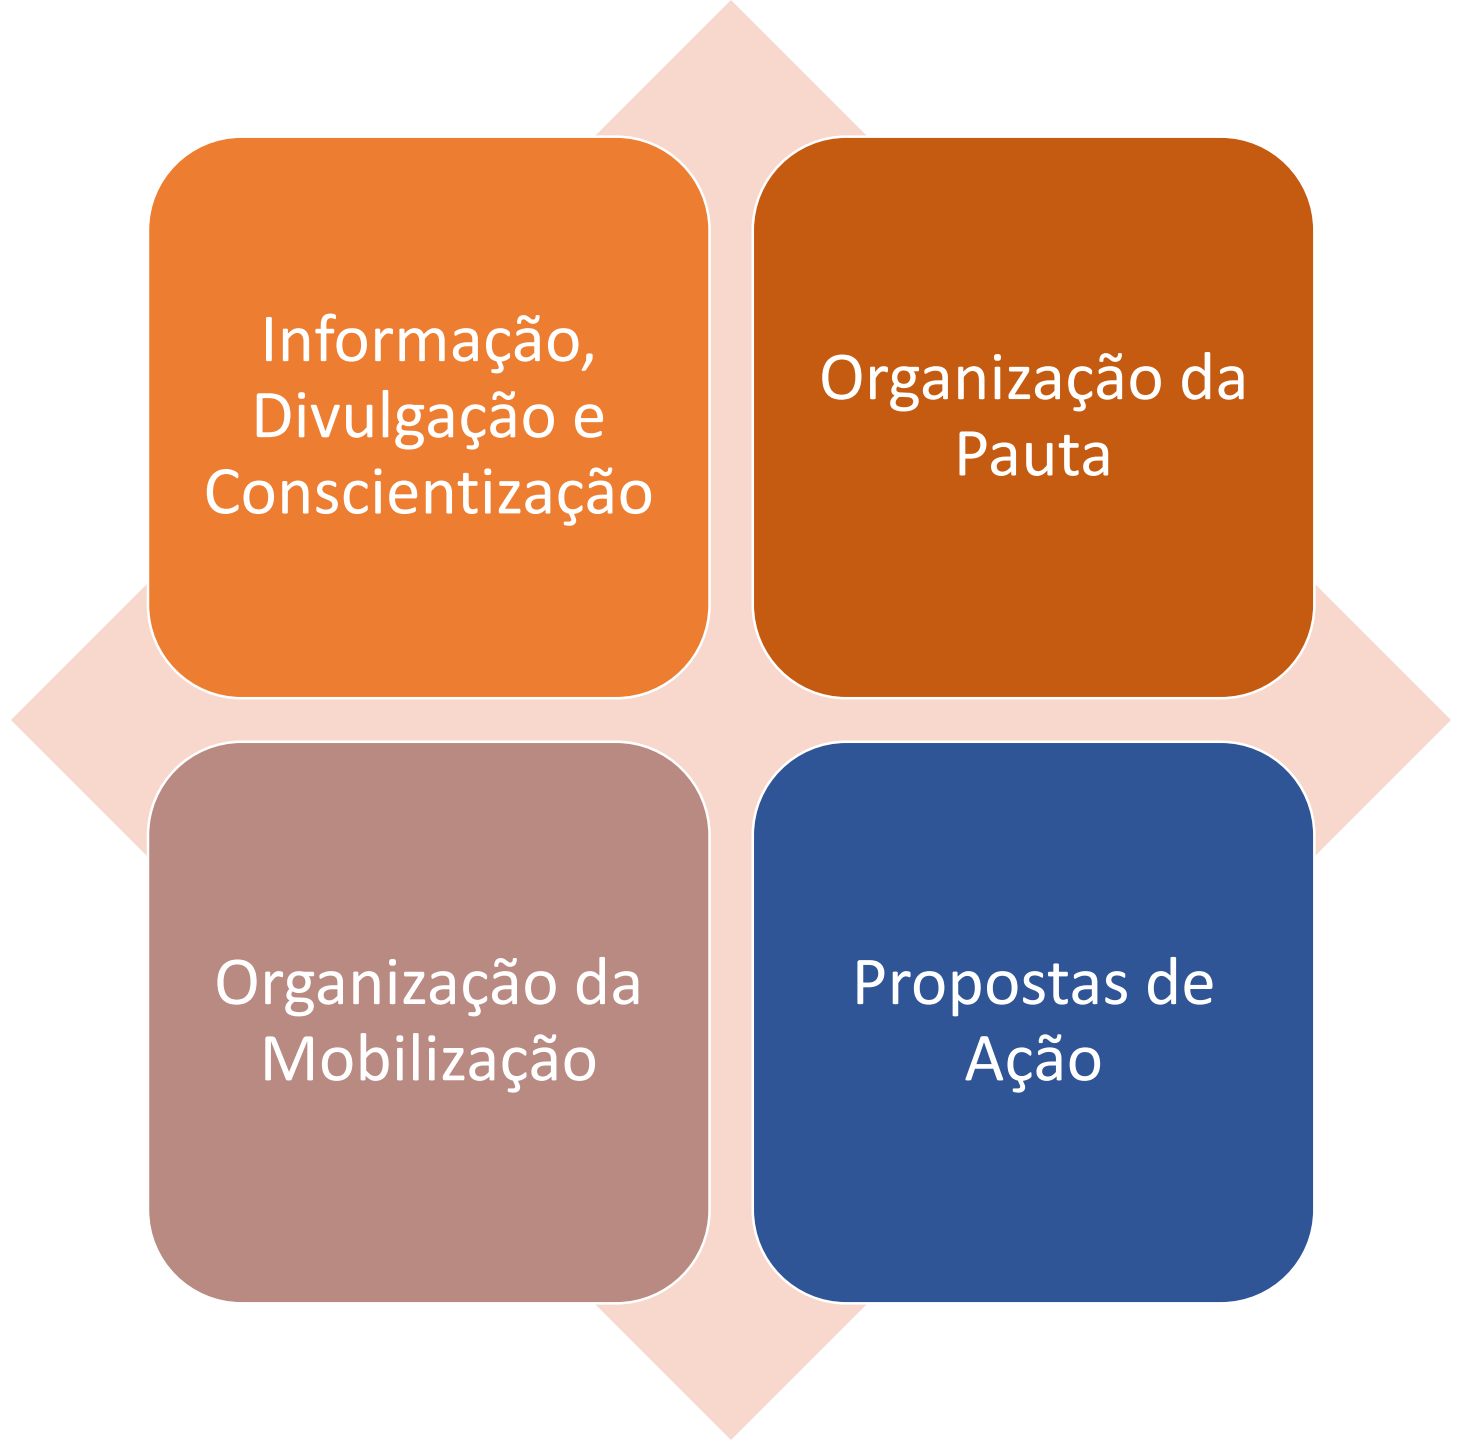 Informação,
Divulgação e
Conscientização
Organização da
Pauta
Organização da
Mobilização
Propostas de
Ação